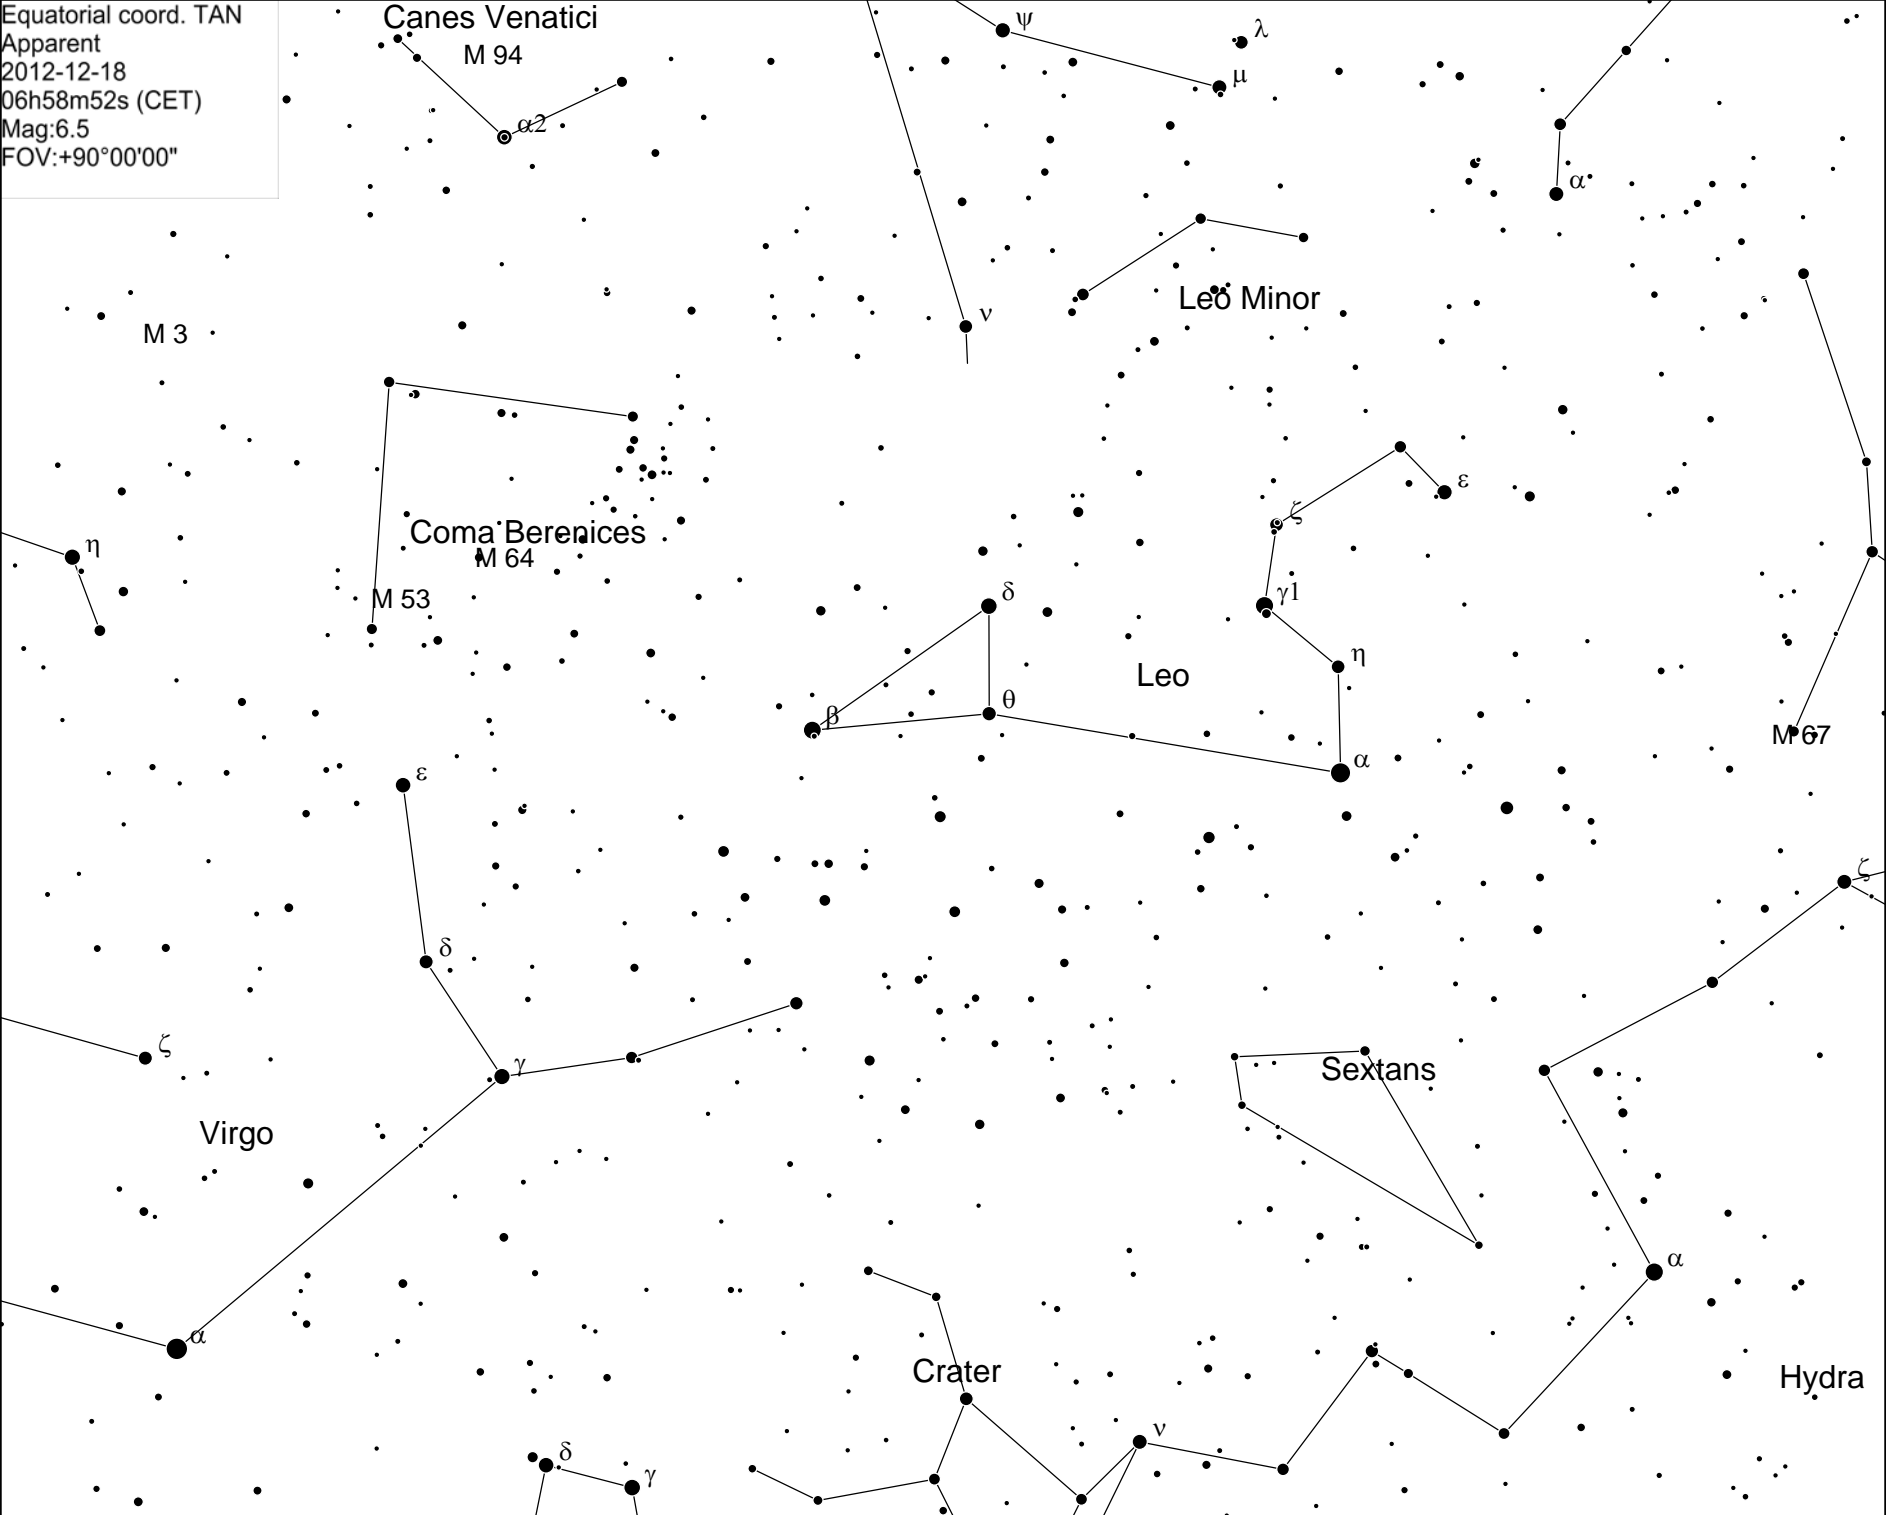 Equatorial coord. TAN
Apparent
2012-12-18
06h58m52s (CET)
Mag:6.5
FOV:+90°00'00"
Canes Venatici
M 94
α2
ψ
λ
μ
α
ν
Leo Minor
M 3
ε
ζ
Coma Berenices
M 64
η
M 53
δ
γ1
η
Leo
θ
β
M 67
α
ε
ζ
δ
ζ
γ
Sextans
Virgo
α
α
Crater
Hydra
ν
δ
γ